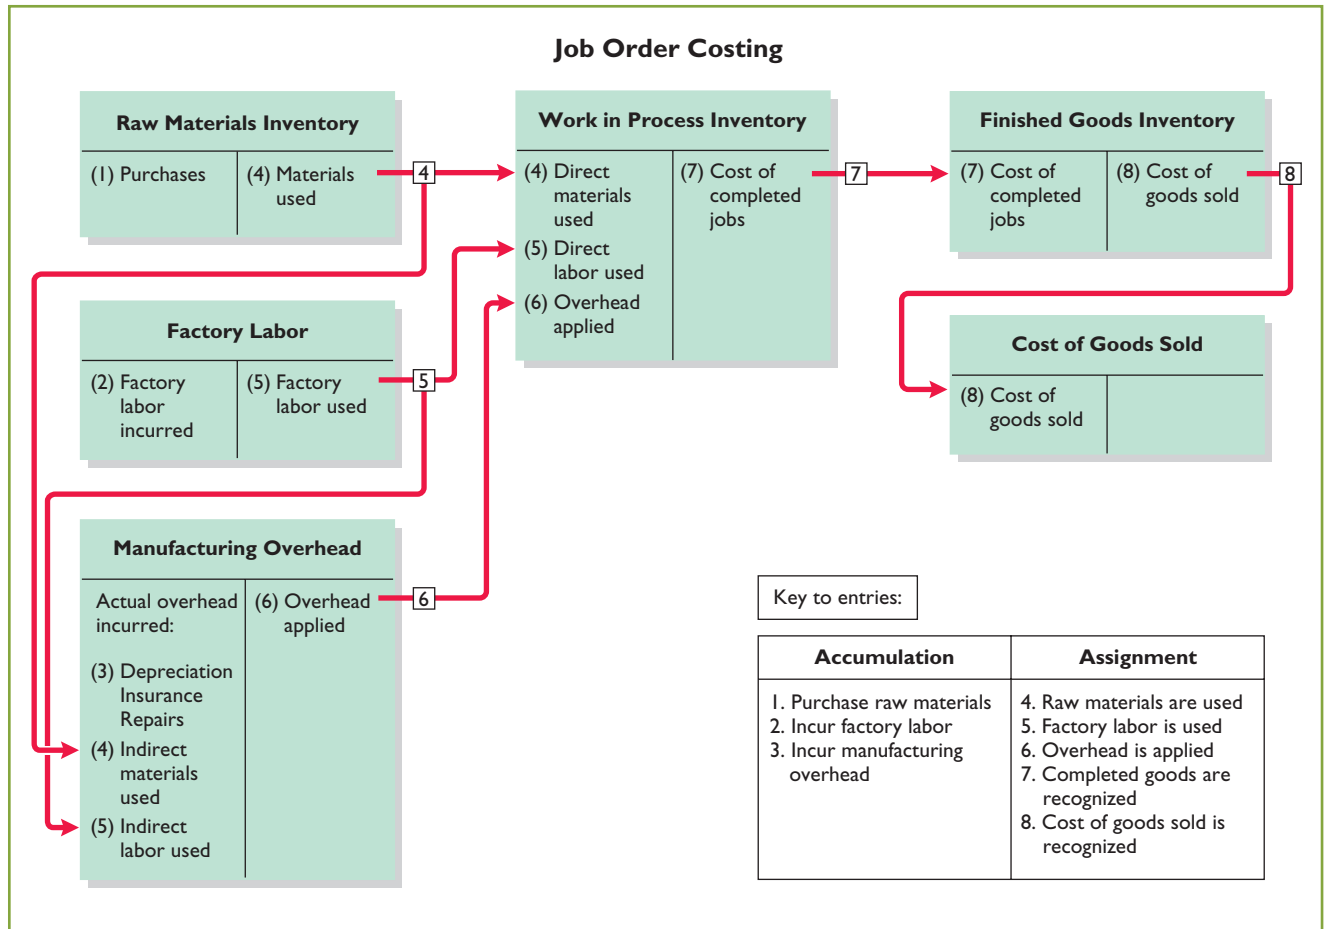 Job Order Costing
Raw Materials Inventory
(1) Purchases
(4) Materials
used
4
Factory Labor
(2) Factory
labor
incurred
(5) Factory
labor used
5
Manufacturing Overhead
Actual overhead
incurred:
(3) Depreciation
Insurance
Repairs
(4) Indirect
materials
used
(5) Indirect
labor used
(6) Overhead
applied
6
Work in Process Inventory
(4) Direct
materials
used
(5) Direct
labor used
(6) Overhead
applied
(7) Cost of
completed
jobs
7
Finished Goods Inventory
(7) Cost of
completed
jobs
(8) Cost of
goods sold
8
Cost of Goods Sold
(8) Cost of
goods sold
Key to entries:
Accumulation
1. Purchase raw materials
2. Incur factory labor
3. Incur manufacturing
overhead
Assignment
4. Raw materials are used
5. Factory labor is used
6. Overhead is applied
7. Completed goods are
recognized
8. Cost of goods sold is
recognized